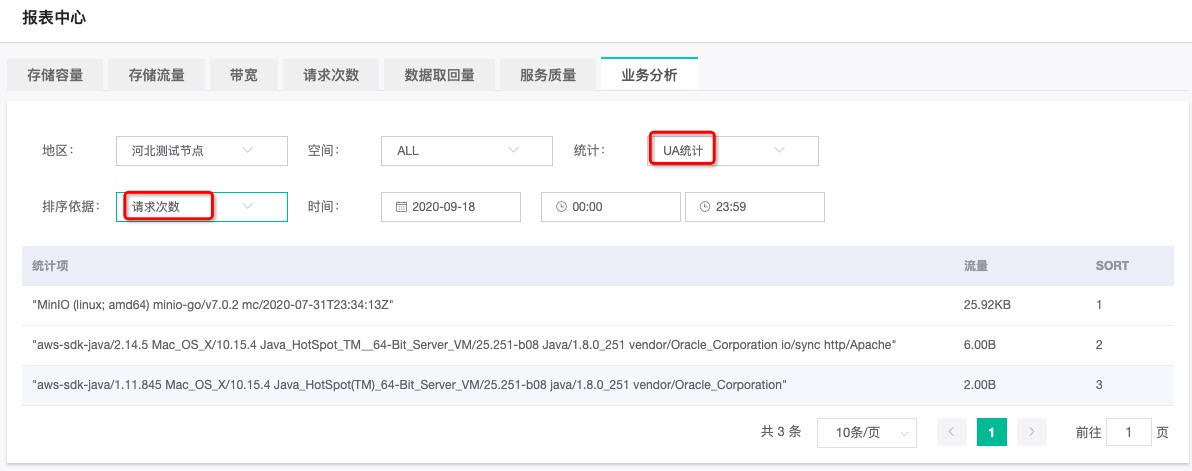 报表中心
存储容量 存储流量 带宽 请求次数 数据取回量 服务质量 业务分析
地区： 河北测试节点 空间： ALL 统计： UA统计
排序依据： 请求次数 时间： 2020-09-18 00:00 23:59
统计项 流量 SORT
"MinIO (linux; amd64) minio-go/v7.0.2 mc/2020-07-31T23:34:13Z" 25.92KB 1
"aws-sdk-java/2.14.5 Mac_OS_X/10.15.4 Java_HotSpot_TM__64-Bit_Server_VM/25.251-b08 Java/1.8.0_251 vendor/Oracle_Corporation io/sync http/Apache" 6.00B 2
"aws-sdk-java/1.11.845 Mac_OS_X/10.15.4 Java_HotSpot(TM)_64-Bit_Server_VM/25.251-b08 java/1.8.0_251 vendor/Oracle_Corporation" 2.00B 3
共 3 条 10条/页 1 前往 1 页